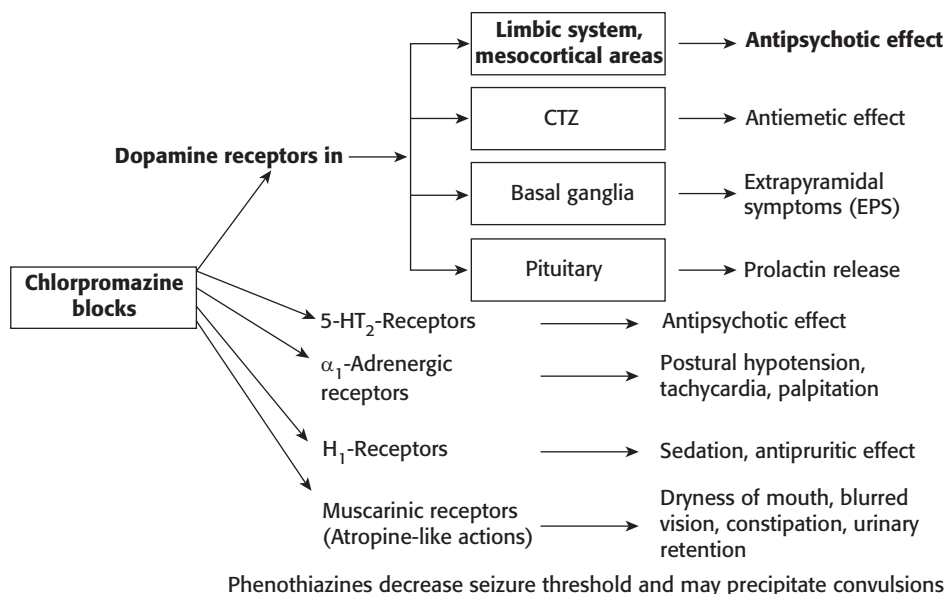 Limbic system,
mesocortical areas
Antipsychotic effect
CTZ
Antiemetic effect
Dopamine receptors in
Basal ganglia
Extrapyramidal
symptoms (EPS)
Pituitary
Prolactin release
Chlorpromazine
blocks
5-HT₂-Receptors
Antipsychotic effect
α₁-Adrenergic
receptors
Postural hypotension,
tachycardia, palpitation
H₁-Receptors
Sedation, antipruritic effect
Muscarinic receptors
(Atropine-like actions)
Dryness of mouth, blurred
vision, constipation, urinary
retention
Phenothiazines decrease seizure threshold and may precipitate convulsions